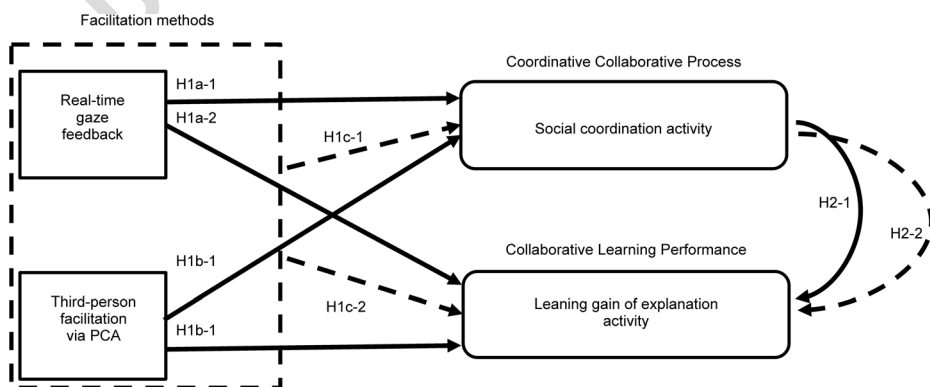 Facilitation methods
Real-time
gaze
feedback
H1a-1
H1a-2
H1c-1
Coordinative Collaborative Process
Social coordination activity
H2-1
H2-2
Third-person
facilitation
via PCA
H1b-1
H1b-1
H1c-2
Collaborative Learning Performance
Leaning gain of explanation
activity